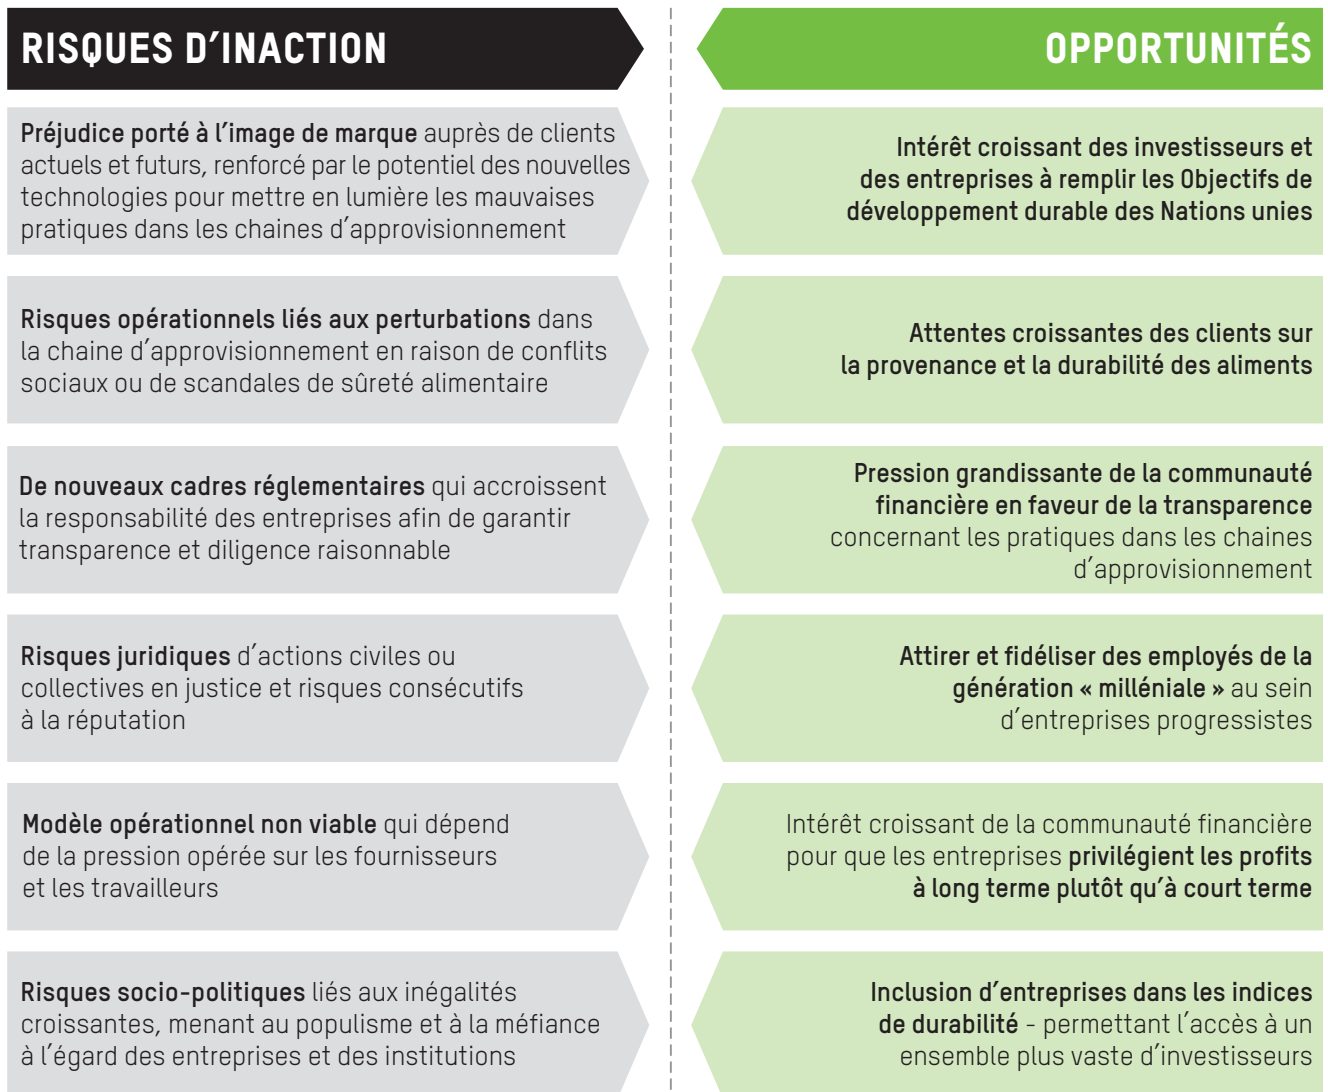 RISQUES D'INACTION
Préjudice porté à l'image de marque auprès de clients
actuels et futurs, renforcé par le potentiel des nouvelles
technologies pour mettre en lumière les mauvaises
pratiques dans les chaines d'approvisionnement
Risques opérationnels liés aux perturbations dans
la chaine d'approvisionnement en raison de conflits
sociaux ou de scandales de sûreté alimentaire
De nouveaux cadres réglementaires qui accroissent
la responsabilité des entreprises afin de garantir
transparence et diligence raisonnable
Risques juridiques d'actions civiles ou
collectives en justice et risques consécutifs
à la réputation
Modèle opérationnel non viable qui dépend
de la pression opérée sur les fournisseurs
et les travailleurs
Risques socio-politiques liés aux inégalités
croissantes, menant au populisme et à la méfiance
à l'égard des entreprises et des institutions
OPPORTUNITÉS
Intérêt croissant des investisseurs et
des entreprises à remplir les Objectifs de
développement durable des Nations unies
Attentes croissantes des clients sur
la provenance et la durabilité des aliments
Pression grandissante de la communauté
financière en faveur de la transparence
concernant les pratiques dans les chaines
d'approvisionnement
Attirer et fidéliser des employés de la
génération « milléniale » au sein
d'entreprises progressistes
Intérêt croissant de la communauté financière
pour que les entreprises privilégient les profits
à long terme plutôt qu'à court terme
Inclusion d'entreprises dans les indices
de durabilité - permettant l'accès à un
ensemble plus vaste d'investisseurs